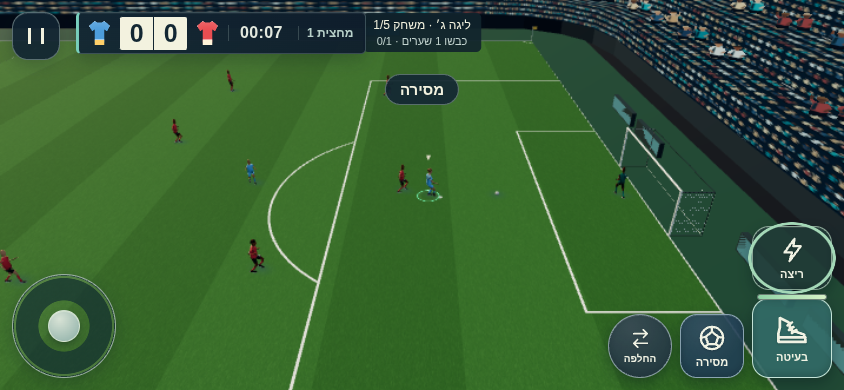 0 0
00:07
מחצית 1
ליגה ג׳ · משחק 1/5
כבשו 1 שערים · 0/1
מסירה
ריצה
החלפה
מסירה
בעיטה